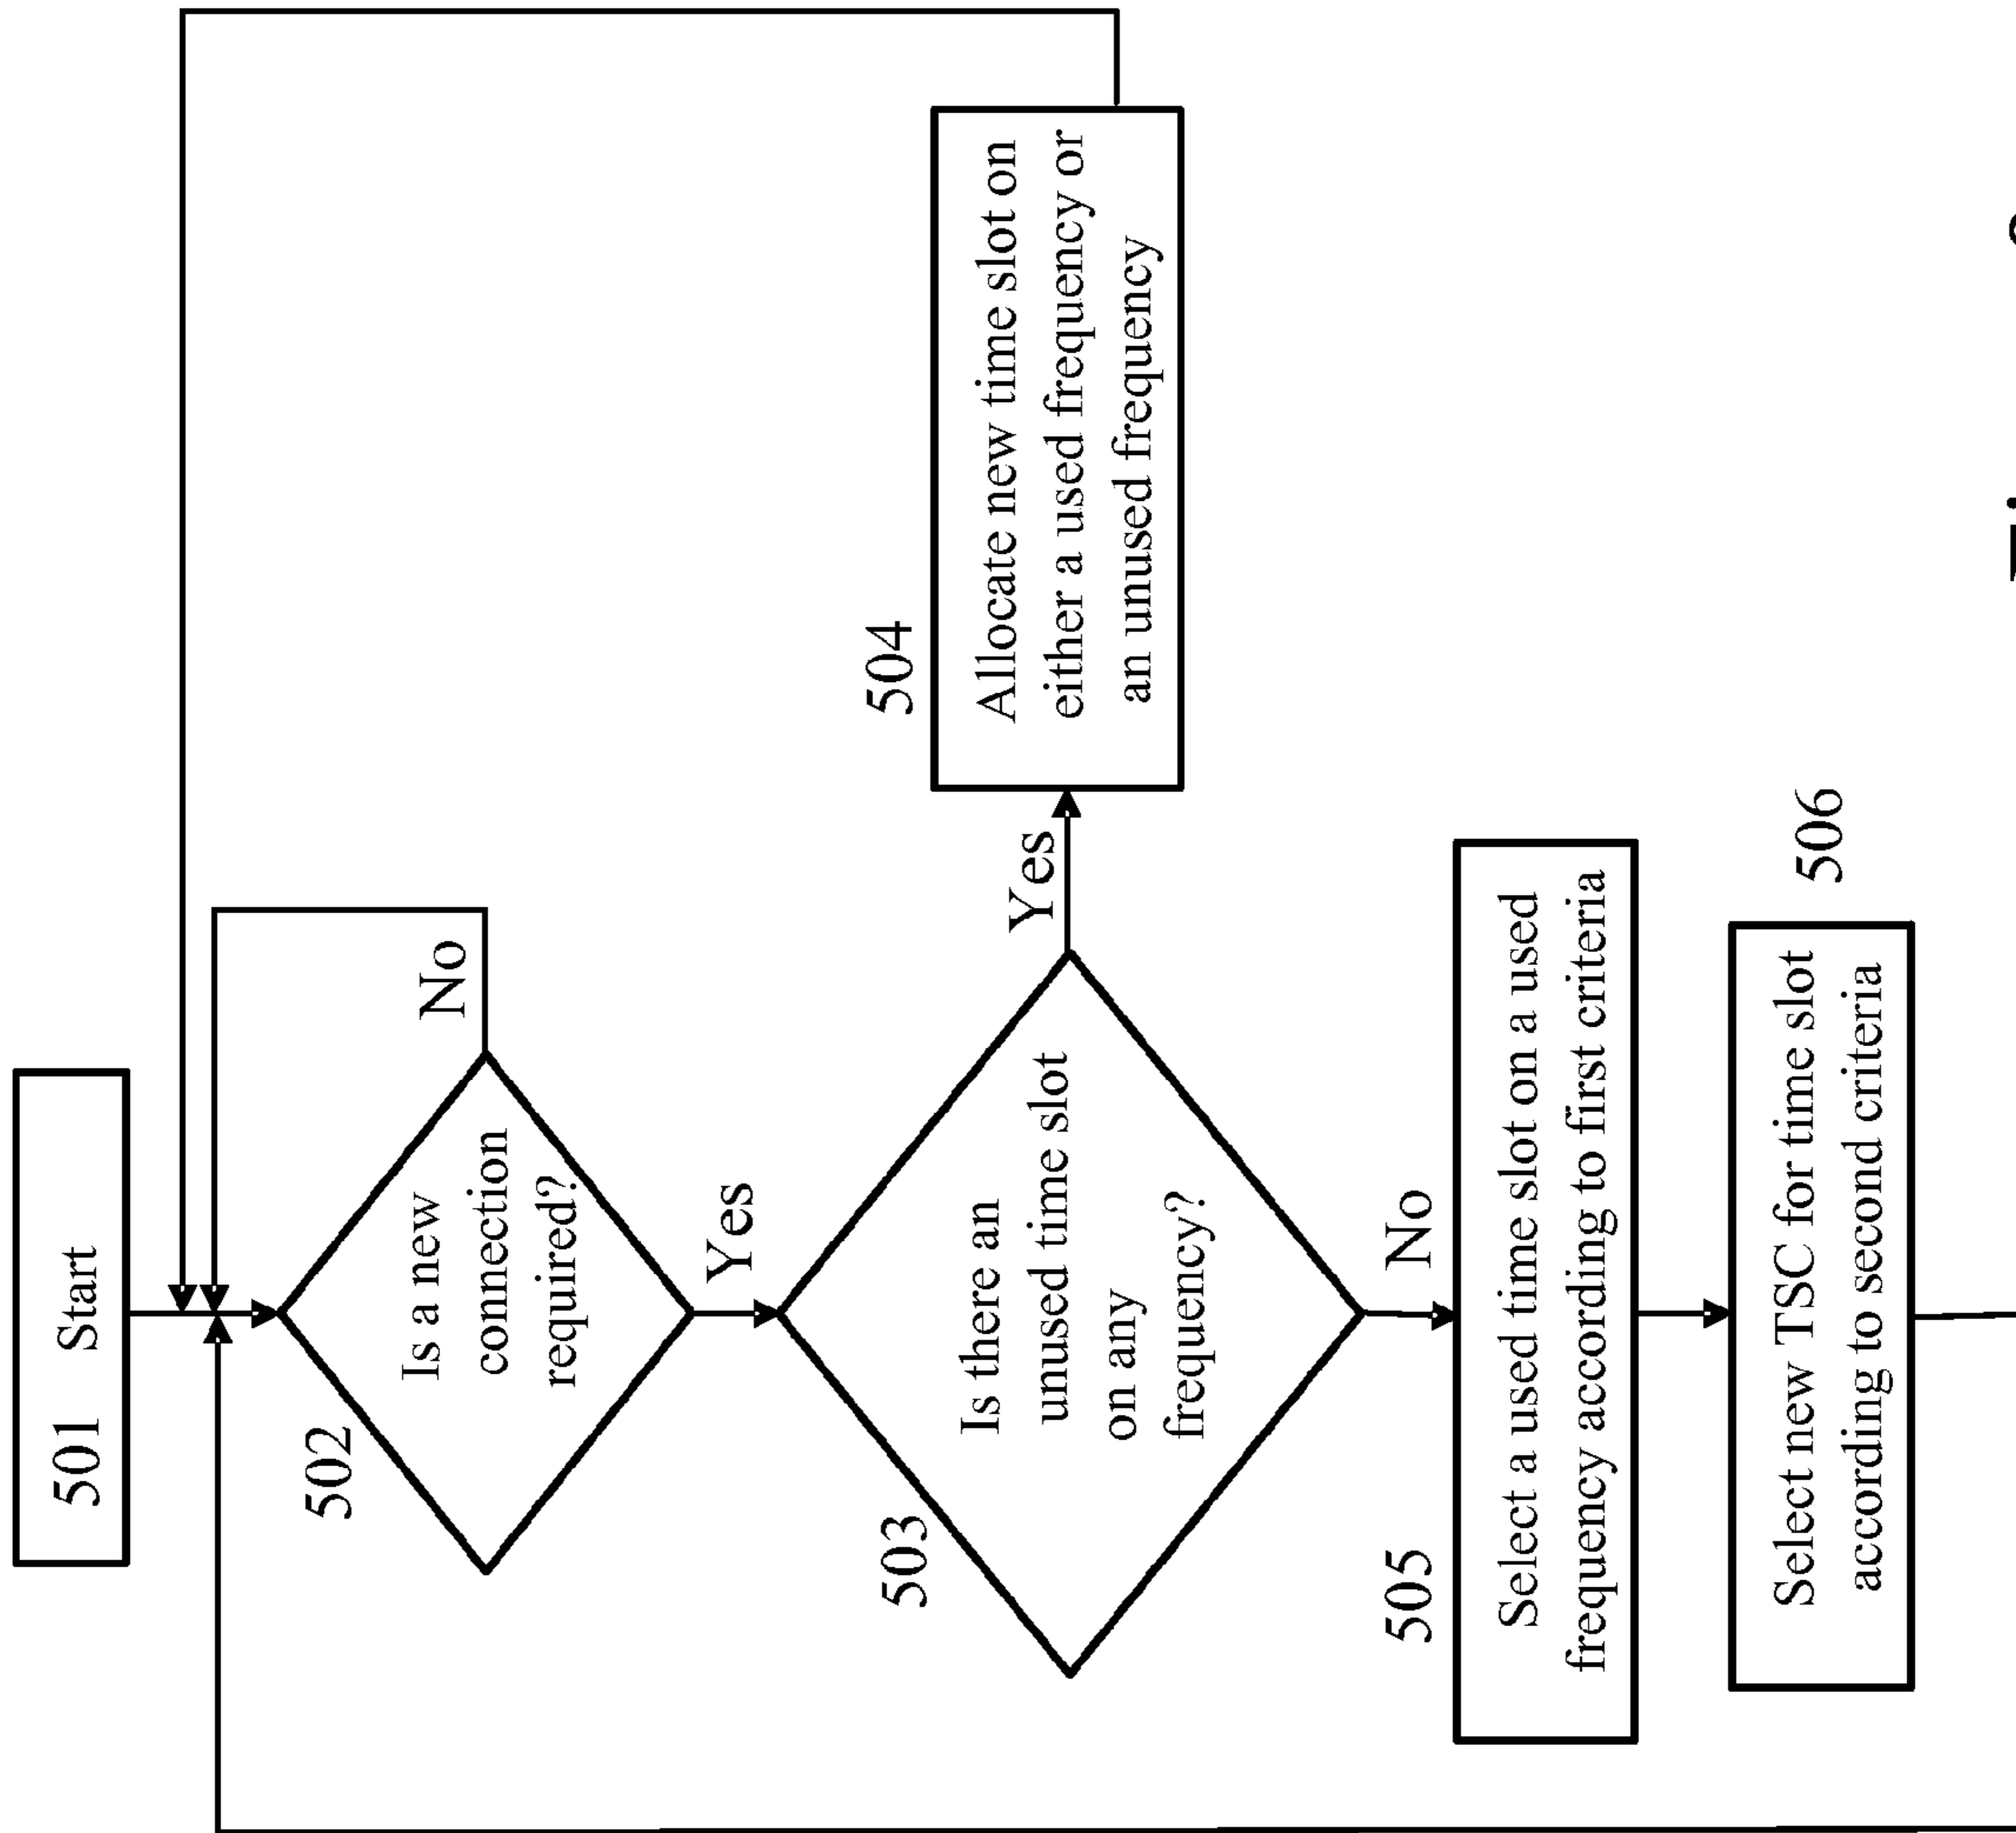 501 Start
502
Is a new
connection
required?
No
Yes
503
Is there an
unused time slot
on any
frequency?
Yes
504
Allocate new time slot on
either a used frequency or
an unused frequency
No
505
Select a used time slot on a used
frequency according to first criteria
506
Select new TSC for time slot
according to second criteria